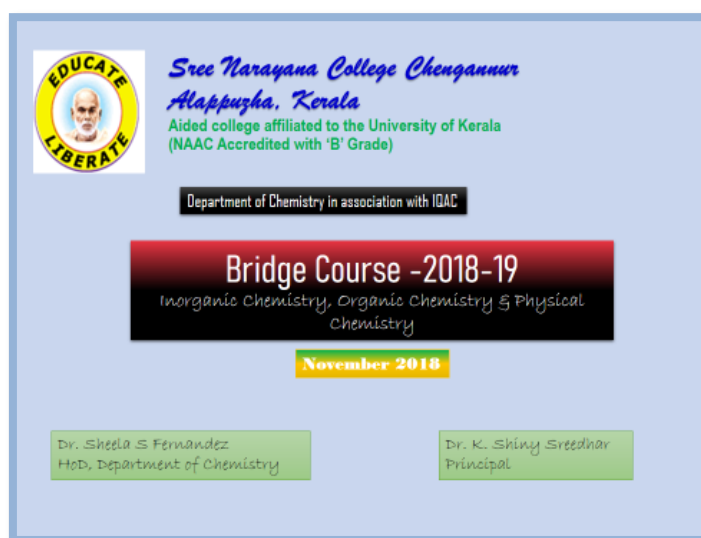 EDUCATE
LIBERATE
Sree Narayana College Chengannur
Alappuzha, Kerala
Aided college affiliated to the University of Kerala
(NAAC Accredited with ‘B’ Grade)
Department of Chemistry in association with IQAC
Bridge Course -2018-19
Inorganic Chemistry, Organic Chemistry & Physical
Chemistry
November 2018
Dr. Sheela S Fernandez
HoD, Department of Chemistry
Dr. K. Shiny Sreedhar
Principal